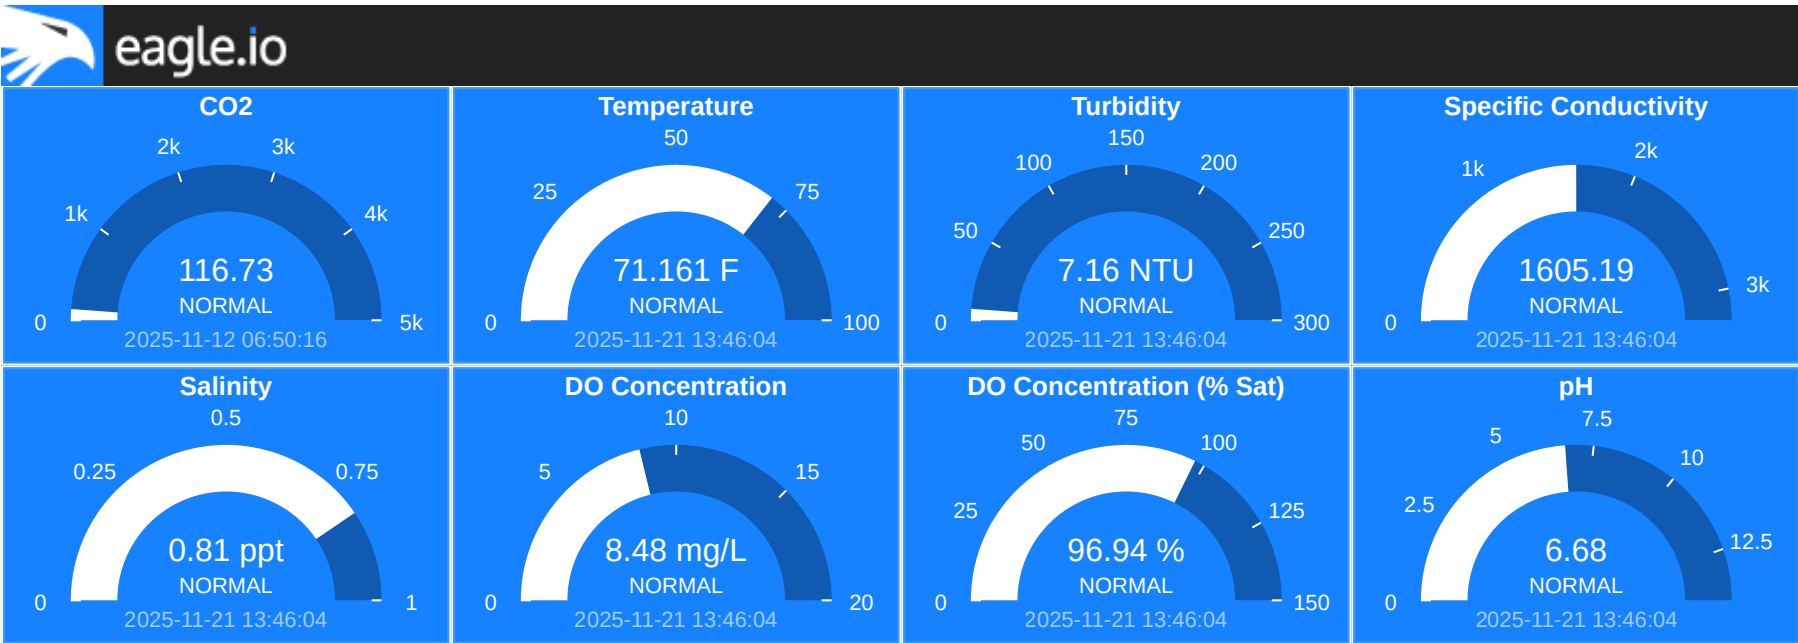 eagle.io
CO2
2k 3k
1k 4k
116.73
NORMAL
0 5k
2025-11-12 06:50:16
Temperature
50
25 75
71.161 F
NORMAL
0 100
2025-11-21 13:46:04
Turbidity
150
100 200
50 250
7.16 NTU
NORMAL
0 300
2025-11-21 13:46:04
Specific Conductivity
2k
1k
1605.19
3k
NORMAL
0
2025-11-21 13:46:04
Salinity
0.5
0.25 0.75
0.81 ppt
NORMAL
0 1
2025-11-21 13:46:04
DO Concentration
10
5 15
8.48 mg/L
NORMAL
0 20
2025-11-21 13:46:04
DO Concentration (% Sat)
75
50 100
25 125
96.94 %
NORMAL
0 150
2025-11-21 13:46:04
pH
7.5
5
10
2.5
12.5
6.68
NORMAL
0
2025-11-21 13:46:04